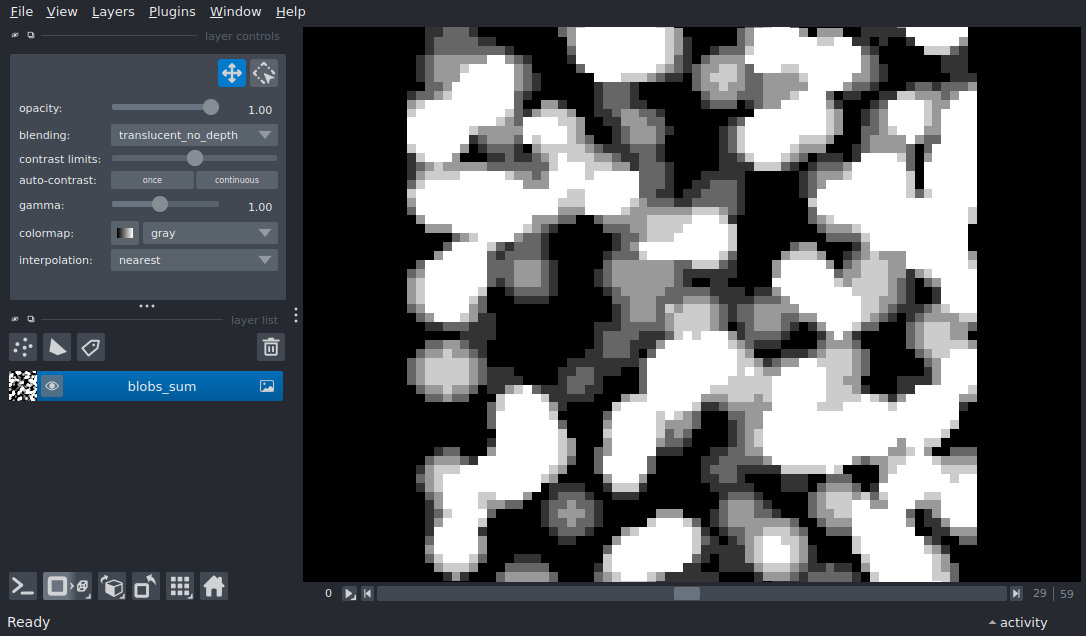 File View Layers Plugins Window Help
layer controls
opacity: 1.00
blending: translucent_no_depth
contrast limits:
auto-contrast: once continuous
gamma: 1.00
colormap: gray
interpolation: nearest
layer list
blobs_sum
0 29 59
Ready activity